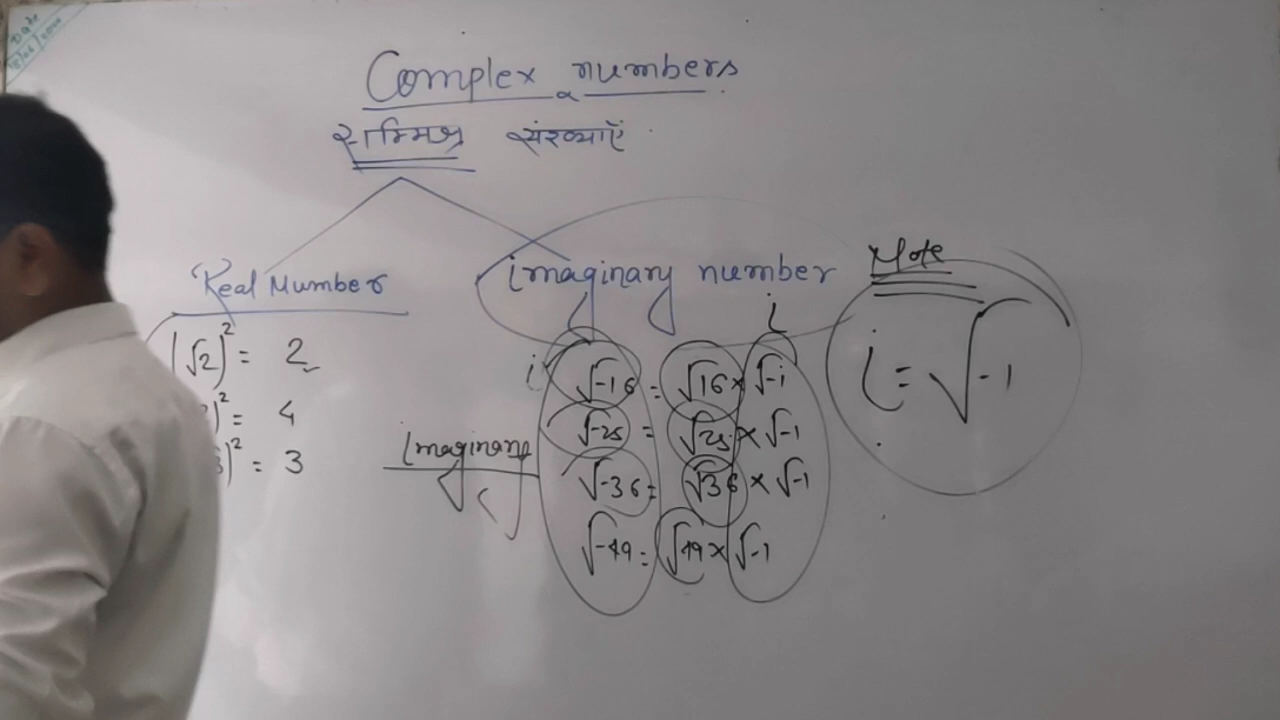 Date
Complex numbers
सम्मिश्र संख्याएँ
Real Number
imaginary number
Note
i = √-1
(√2)² = 2
)² = 4
)² = 3
Imaginary
i
i
√-16 = √16 × √-1
√-25 = √25 × √-1
√-36 = √36 × √-1
√-49 = √49 × √-1